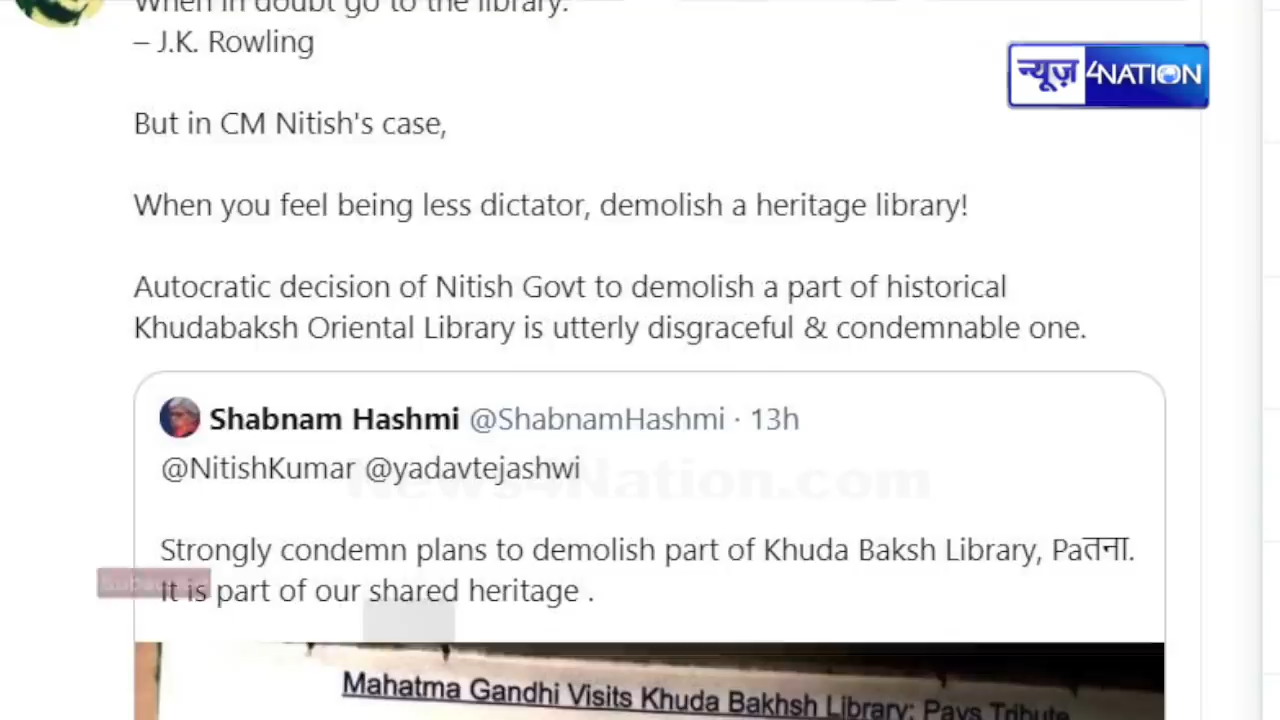 When in doubt go to the library.
– J.K. Rowling
न्यूज़ 4NATION
But in CM Nitish's case,
When you feel being less dictator, demolish a heritage library!
Autocratic decision of Nitish Govt to demolish a part of historical
Khudabaksh Oriental Library is utterly disgraceful & condemnable one.
Shabnam Hashmi @ShabnamHashmi · 13h
@NitishKumar @yadavtejashwi
News4Nation.com
Strongly condemn plans to demolish part of Khuda Baksh Library, Paतना.
It is part of our shared heritage .
Mahatma Gandhi Visits Khuda Bakhsh Library: Pays Tribute